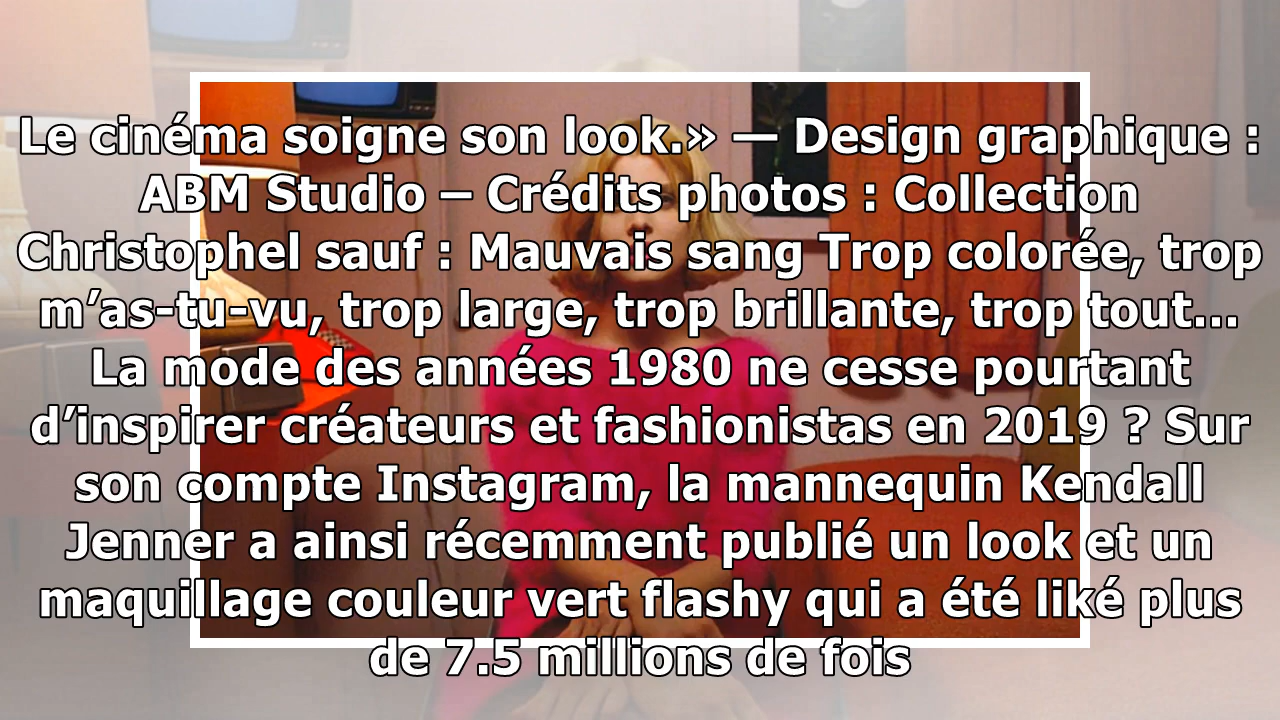 Le cinéma soigne son look.» — Design graphique :
ABM Studio – Crédits photos : Collection
Christophel sauf : Mauvais sang Trop colorée, trop
m’as-tu-vu, trop large, trop brillante, trop tout...
La mode des années 1980 ne cesse pourtant
d’inspirer créateurs et fashionistas en 2019 ? Sur
son compte Instagram, la mannequin Kendall
Jenner a ainsi récemment publié un look et un
maquillage couleur vert flashy qui a été liké plus
de 7.5 millions de fois